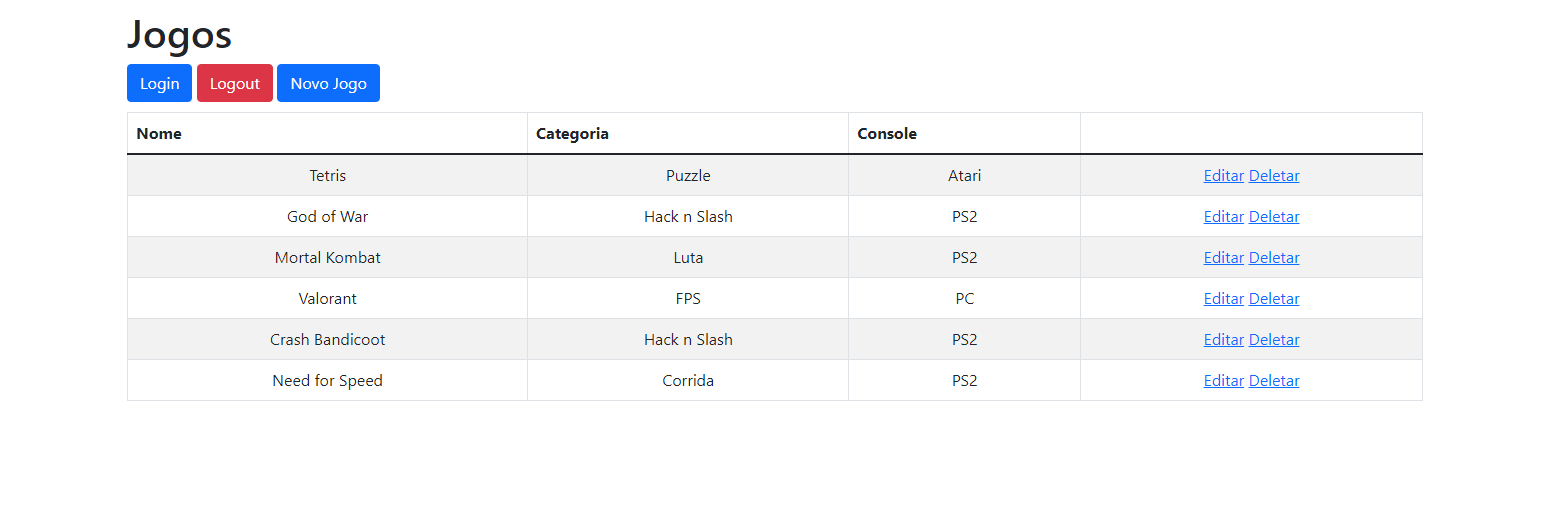 Jogos
Login Logout Novo Jogo
Nome Categoria Console
Tetris Puzzle Atari Editar Deletar
God of War Hack n Slash PS2 Editar Deletar
Mortal Kombat Luta PS2 Editar Deletar
Valorant FPS PC Editar Deletar
Crash Bandicoot Hack n Slash PS2 Editar Deletar
Need for Speed Corrida PS2 Editar Deletar